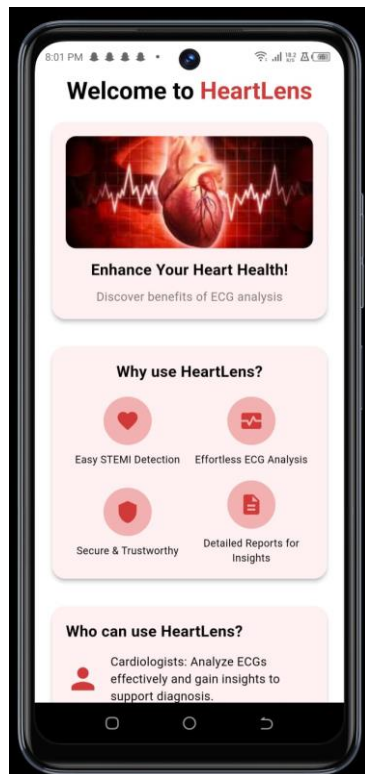 8:01 PM
18.2
K/S
Welcome to HeartLens
Enhance Your Heart Health!
Discover benefits of ECG analysis
Why use HeartLens?
Easy STEMI Detection
Effortless ECG Analysis
Secure & Trustworthy
Detailed Reports for
Insights
Who can use HeartLens?
Cardiologists: Analyze ECGs
effectively and gain insights to
support diagnosis.